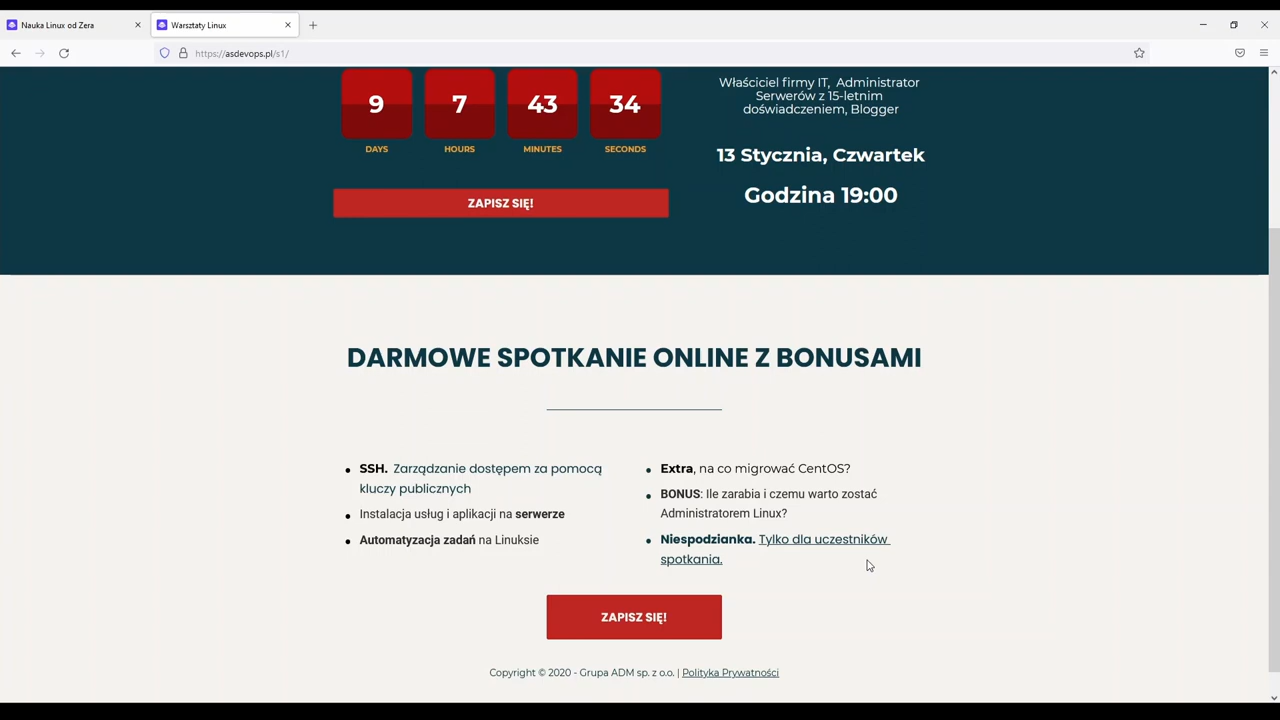 Nauka Linux od Zera
Warsztaty Linux
https://asdevops.pl/s1/
9 7 43 34
DAYS HOURS MINUTES SECONDS
ZAPISZ SIĘ!
Właściciel firmy IT, Administrator
Serwerów z 15-letnim
doświadczeniem, Blogger
13 Stycznia, Czwartek
Godzina 19:00
DARMOWE SPOTKANIE ONLINE Z BONUSAMI
SSH. Zarządzanie dostępem za pomocą
kluczy publicznych
Instalacja usług i aplikacji na serwerze
Automatyzacja zadań na Linuksie
Extra, na co migrować CentOS?
BONUS: Ile zarabia i czemu warto zostać
Administratorem Linux?
Niespodzianka. Tylko dla uczestników
spotkania.
ZAPISZ SIĘ!
Copyright © 2020 - Grupa ADM sp. z o.o. | Polityka Prywatności